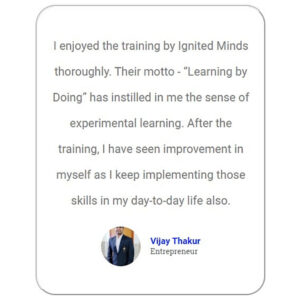 I enjoyed the training by Ignited Minds
thoroughly. Their motto - “Learning by
Doing” has instilled in me the sense of
experimental learning. After the
training, I have seen improvement in
myself as I keep implementing those
skills in my day-to-day life also.
Vijay Thakur
Entrepreneur